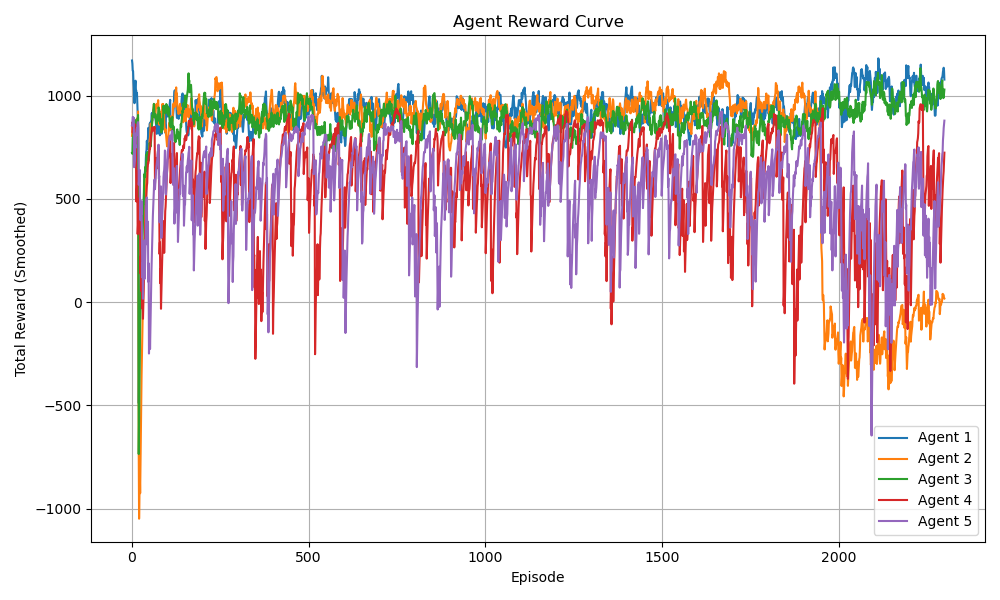 Agent Reward Curve
Total Reward (Smoothed)
1000
500
0
−500
−1000
0
500
1000
1500
2000
Episode
Agent 1
Agent 2
Agent 3
Agent 4
Agent 5